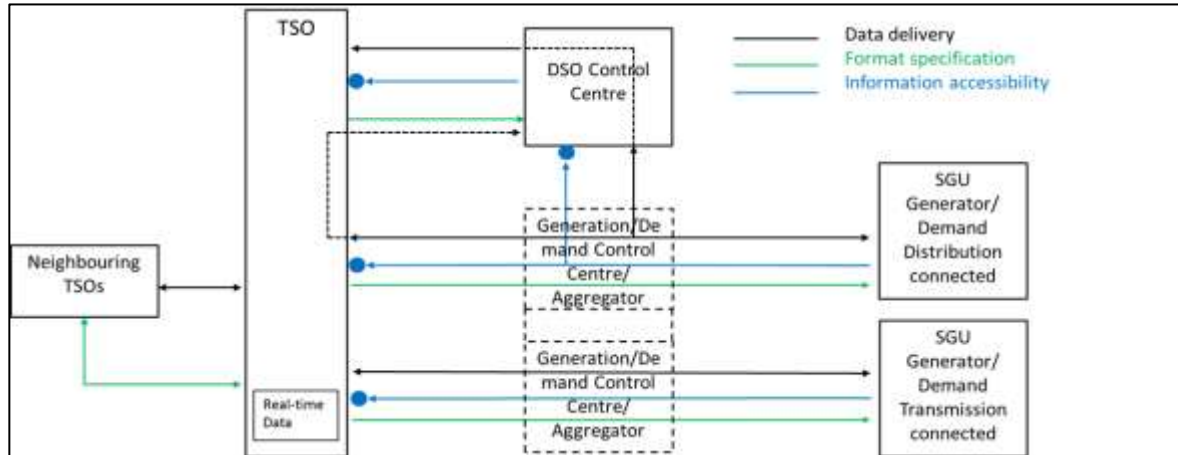 TSO
DSO Control
Centre
Data delivery
Format specification
Information accessibility
SGU
Generator/
Demand
Distribution
connected
Generation/De
mand Control
Centre/
Aggregator
Neighbouring
TSOs
SGU
Generator/
Demand
Transmission
connected
Generation/De
mand Control
Centre/
Aggregator
Real-time
Data